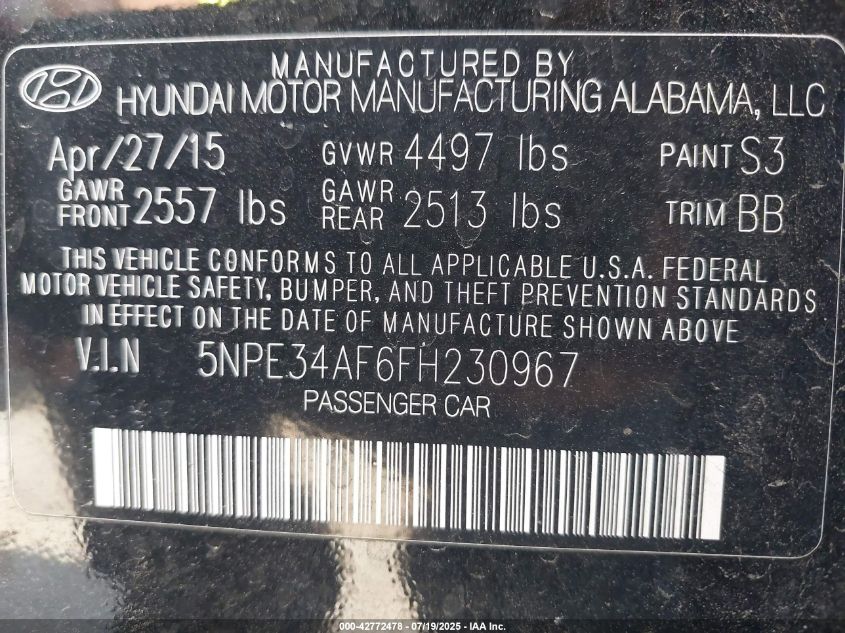 MANUFACTURED BY
HYUNDAI MOTOR MANUFACTURING ALABAMA, LLC
Apr/27/15 GVWR 4497 lbs PAINT S3
GAWR FRONT 2557 lbs GAWR REAR 2513 lbs TRIM BB
THIS VEHICLE CONFORMS TO ALL APPLICABLE U.S.A. FEDERAL
MOTOR VEHICLE SAFETY, BUMPER, AND THEFT PREVENTION STANDARDS
IN EFFECT ON THE DATE OF MANUFACTURE SHOWN ABOVE.
V.I.N 5NPE34AF6FH230967
PASSENGER CAR
000-42772478 - 07/19/2025 - IAA Inc.